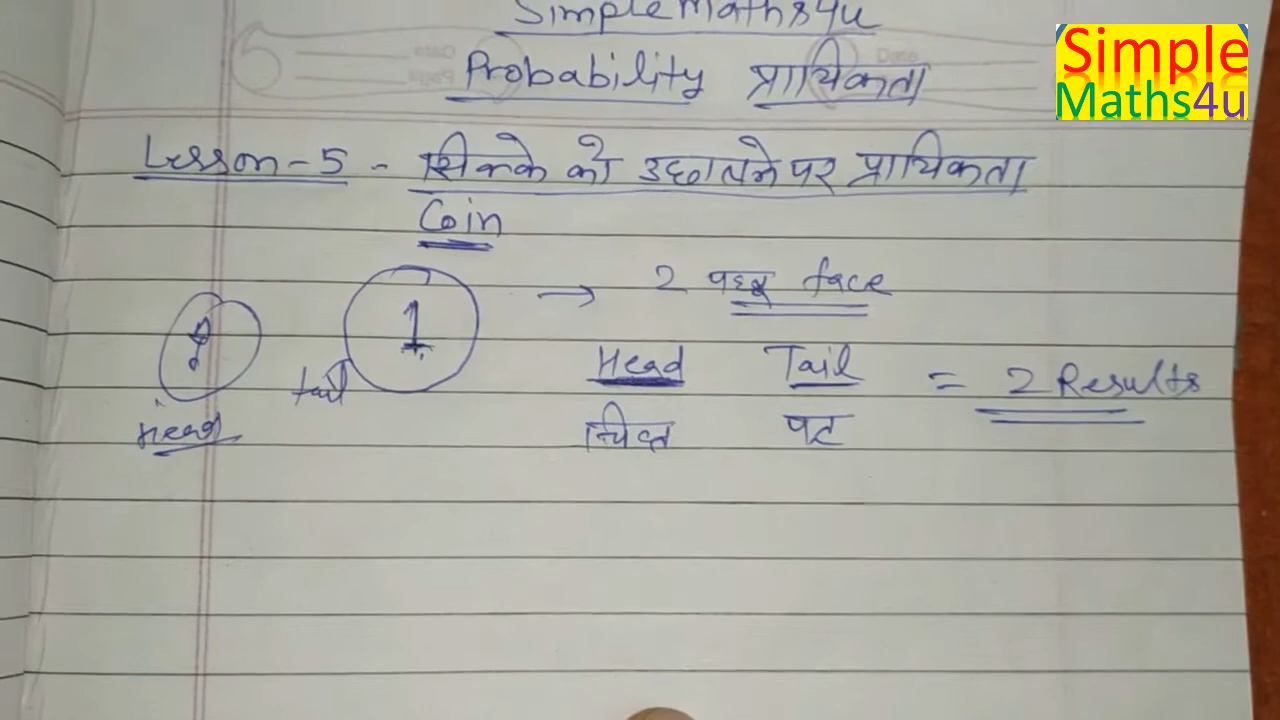 SimpleMaths4u
Simple
Maths4u
Probability प्रायिकता
Lesson-5 - सिक्के को उछालने पर प्रायिकता
Coin
1 → 2 face
tail Head Tail = 2 Results
Head चित्त पट